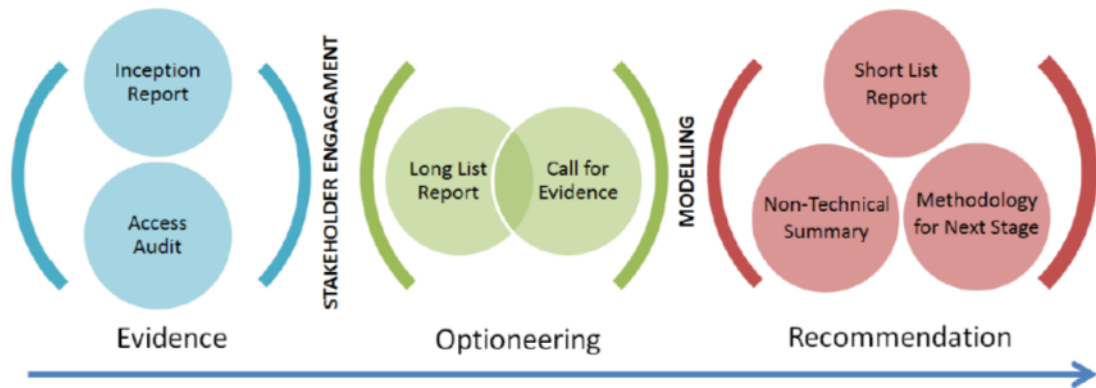 Inception
Report
Access
Audit
Evidence
STAKEHOLDER ENGAGAMENT
Long List
Report
Call for
Evidence
Optioneering
MODELLING
Short List
Report
Non-Technical
Summary
Methodology
for Next Stage
Recommendation